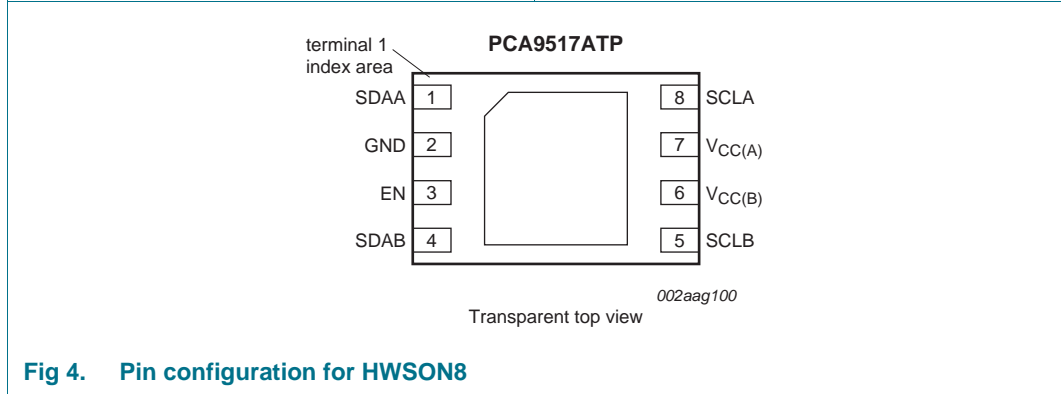 PCA9517ATP
terminal 1
index area
SDAA 1 8 SCLA
GND 2 7 VCC(A)
EN 3 6 VCC(B)
SDAB 4 5 SCLB
002aag100
Transparent top view
Fig 4. Pin configuration for HWSON8